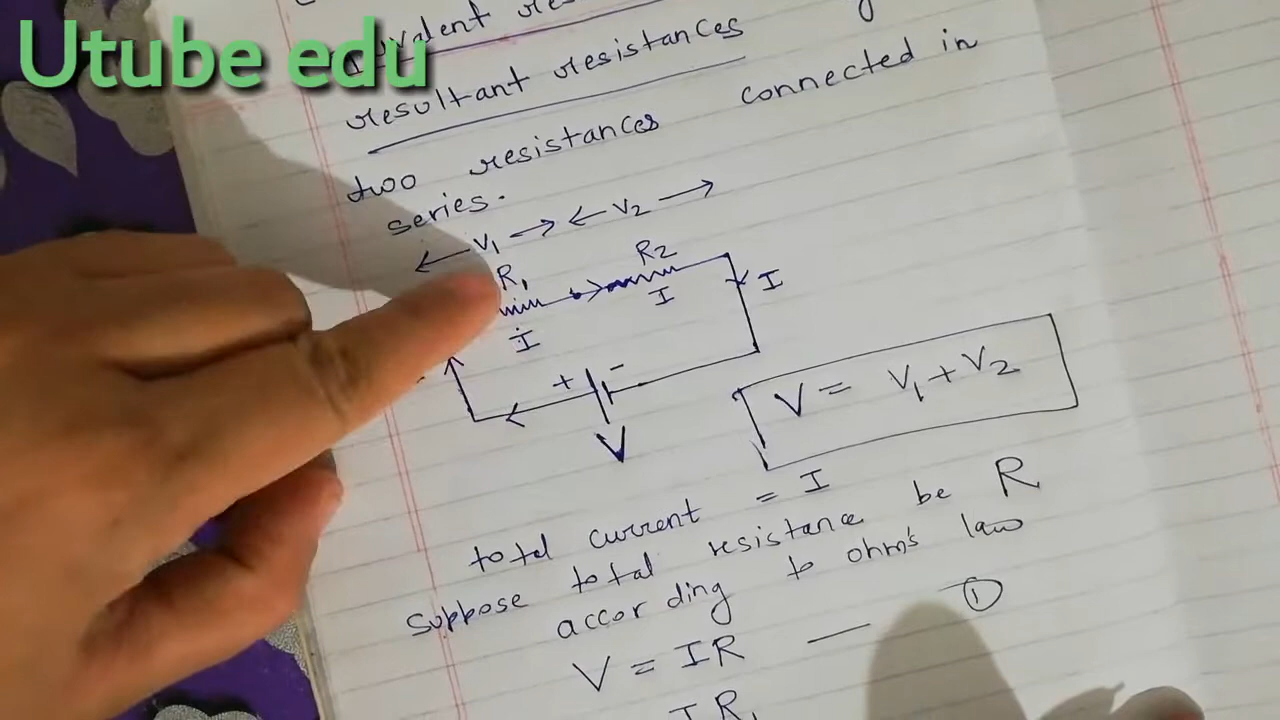 Utube edu
resultant resistances
two resistances connected in
series.
V1 V2
R1 R2
I I I
+ -
V
V = V1 + V2
total current = I
suppose total resistance be R
according to ohm's law
V = IR — 1
IR1